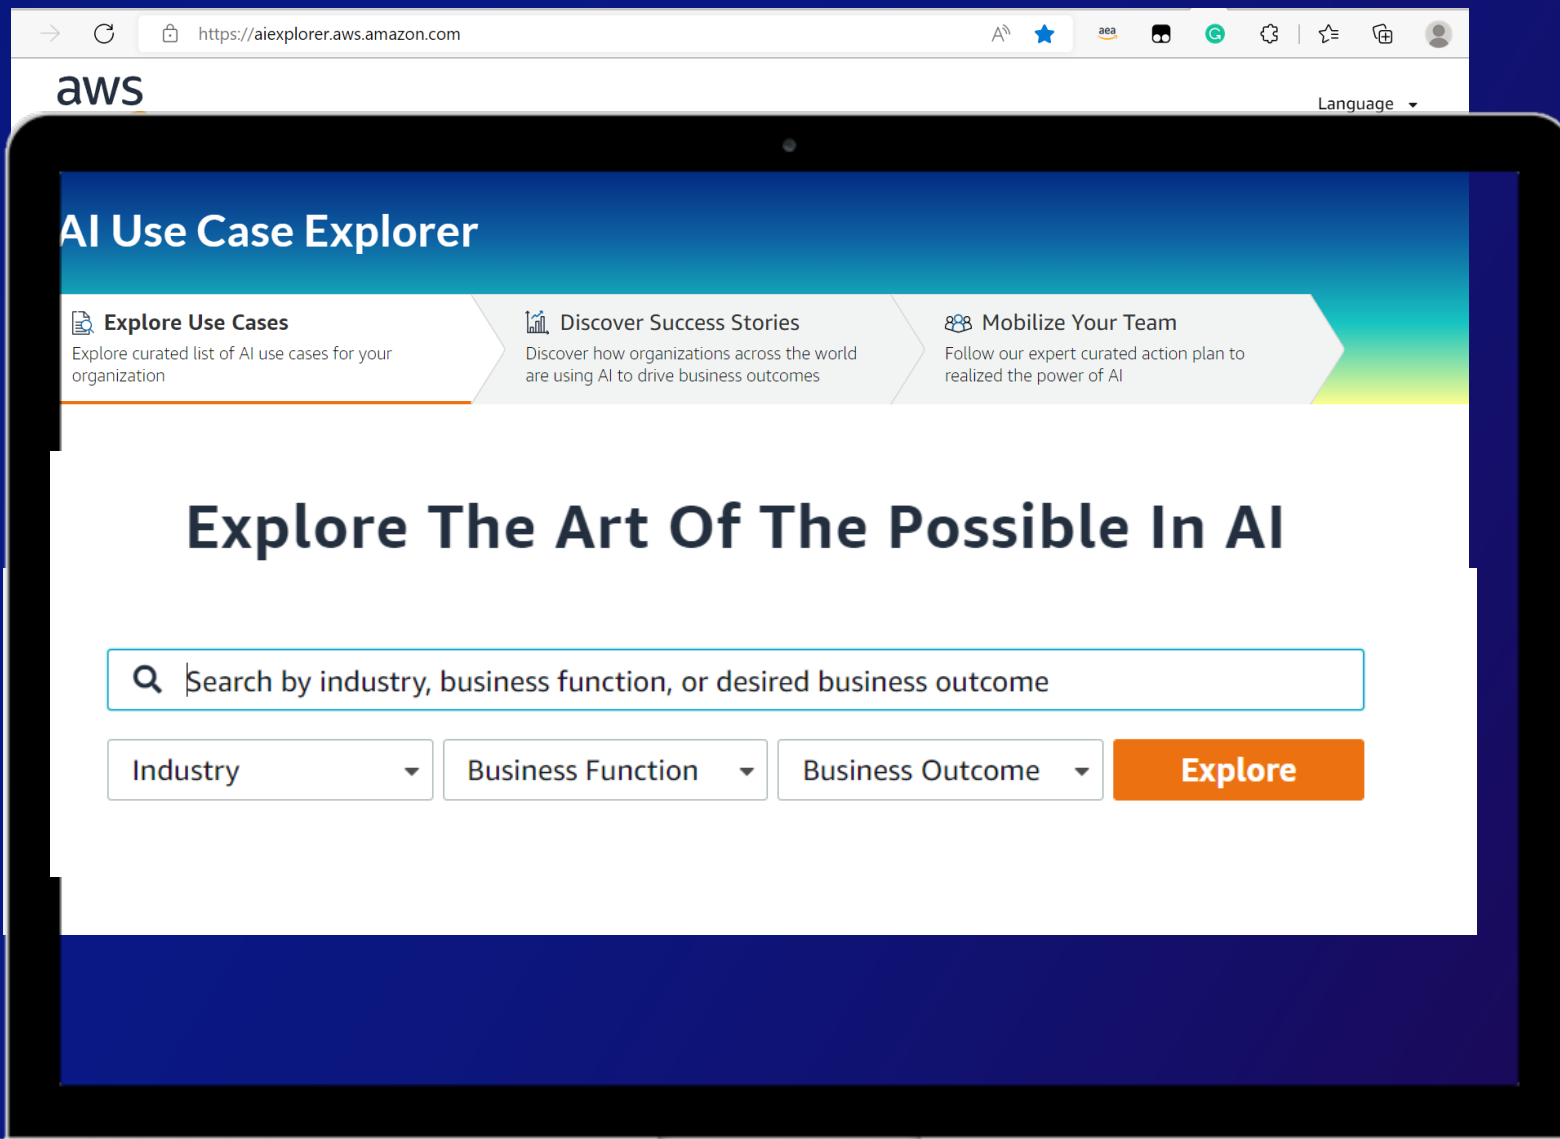 https://aiexplorer.aws.amazon.com
aea
aws
Language
AI Use Case Explorer
Explore Use Cases
Explore curated list of AI use cases for your
organization
Discover Success Stories
Discover how organizations across the world
are using AI to drive business outcomes
Mobilize Your Team
Follow our expert curated action plan to
realized the power of AI
Explore The Art Of The Possible In AI
Search by industry, business function, or desired business outcome
Industry
Business Function
Business Outcome
Explore